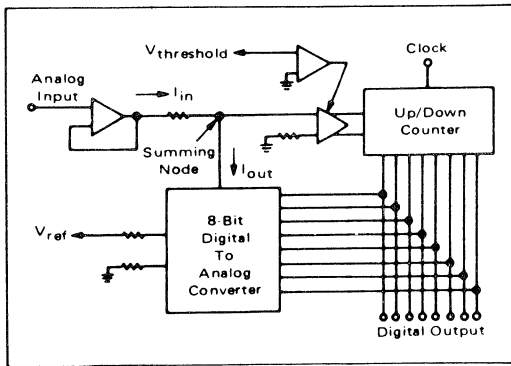 Vthreshold
Clock
Analog
Input
Iin
Up/Down
Counter
Summing
Node
Iout
Vref
8-Bit
Digital
To
Analog
Converter
Digital Output